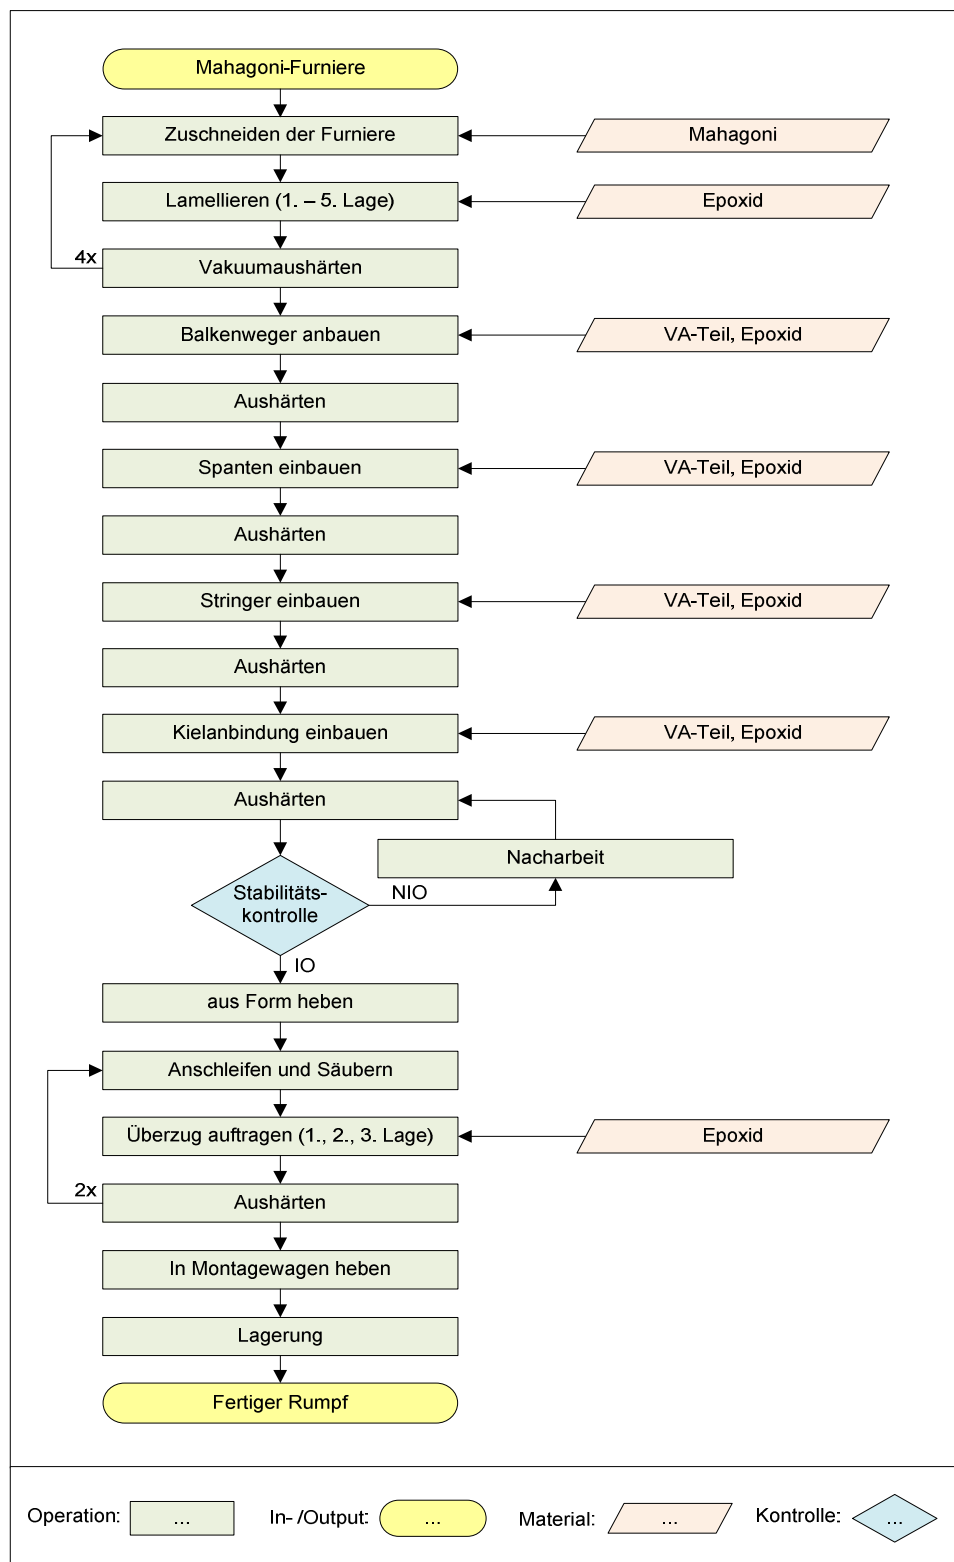 Mahagoni-Furniere
Zuschneiden der Furniere
Mahagoni
Lamellieren (1. – 5. Lage)
Epoxid
4x
Vakuumaushärten
Balkenweger anbauen
VA-Teil, Epoxid
Aushärten
Spanten einbauen
VA-Teil, Epoxid
Aushärten
Stringer einbauen
VA-Teil, Epoxid
Aushärten
Kielanbindung einbauen
VA-Teil, Epoxid
Aushärten
Nacharbeit
Stabilitäts-
kontrolle
NIO
IO
aus Form heben
Anschleifen und Säubern
Überzug auftragen (1., 2., 3. Lage)
Epoxid
2x
Aushärten
In Montagewagen heben
Lagerung
Fertiger Rumpf
Operation: ... In- /Output: ... Material: ... Kontrolle: ...